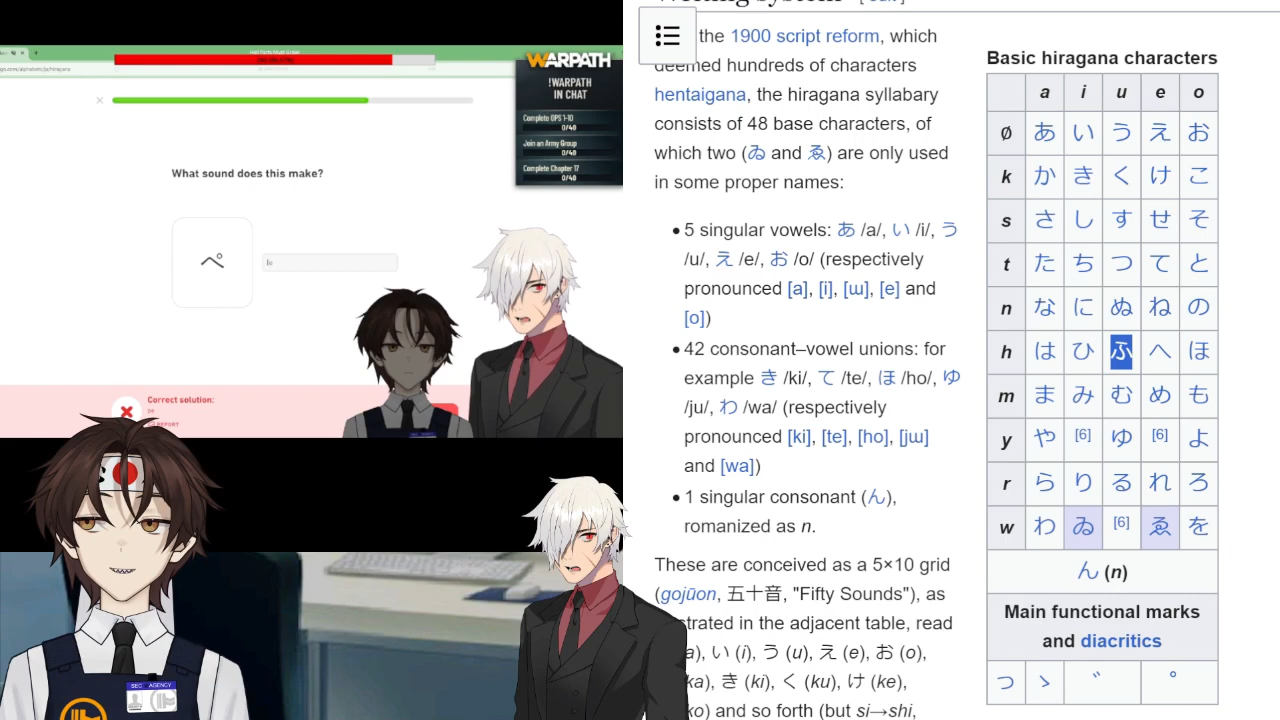 WARPATH
!WARPATH
IN CHAT
Complete OPS 1-10
0/40
Join an Army Group
0/40
Complete Chapter 17
0/40
What sound does this make?
ぺ
Correct solution:
REPORT
SEC AGENCY
the 1900 script reform, which
deemed hundreds of characters
hentaigana, the hiragana syllabary
consists of 48 base characters, of
which two (ゐ and ゑ) are only used
in some proper names:
5 singular vowels: あ /a/, い /i/, う
/u/, え /e/, お /o/ (respectively
pronounced [a], [i], [ɯ], [e] and
[o])
42 consonant–vowel unions: for
example き /ki/, て /te/, ほ /ho/, ゆ
/ju/, わ /wa/ (respectively
pronounced [ki], [te], [ho], [jɯ]
and [wa])
1 singular consonant (ん),
romanized as n.
These are conceived as a 5×10 grid
(gojūon, 五十音, "Fifty Sounds"), as
strated in the adjacent table, read
a), い (i), う (u), え (e), お (o),
ka), き (ki), く (ku), け (ke),
ko) and so forth (but si→shi,
Basic hiragana characters
a i u e o
∅ あ い う え お
k か き く け こ
s さ し す せ そ
t た ち つ て と
n な に ぬ ね の
h は ひ ふ へ ほ
m ま み む め も
y や [6] ゆ [6] よ
r ら り る れ ろ
w わ ゐ [6] ゑ を
ん (n)
Main functional marks
and diacritics
っ ゝ ゛ ゜